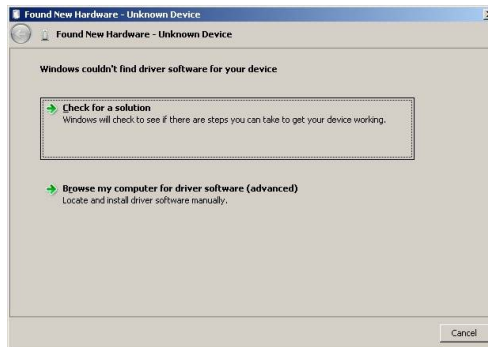 Found New Hardware - Unknown Device
Found New Hardware - Unknown Device
Windows couldn't find driver software for your device
Check for a solution
Windows will check to see if there are steps you can take to get your device working.
Browse my computer for driver software (advanced)
Locate and install driver software manually.
Cancel